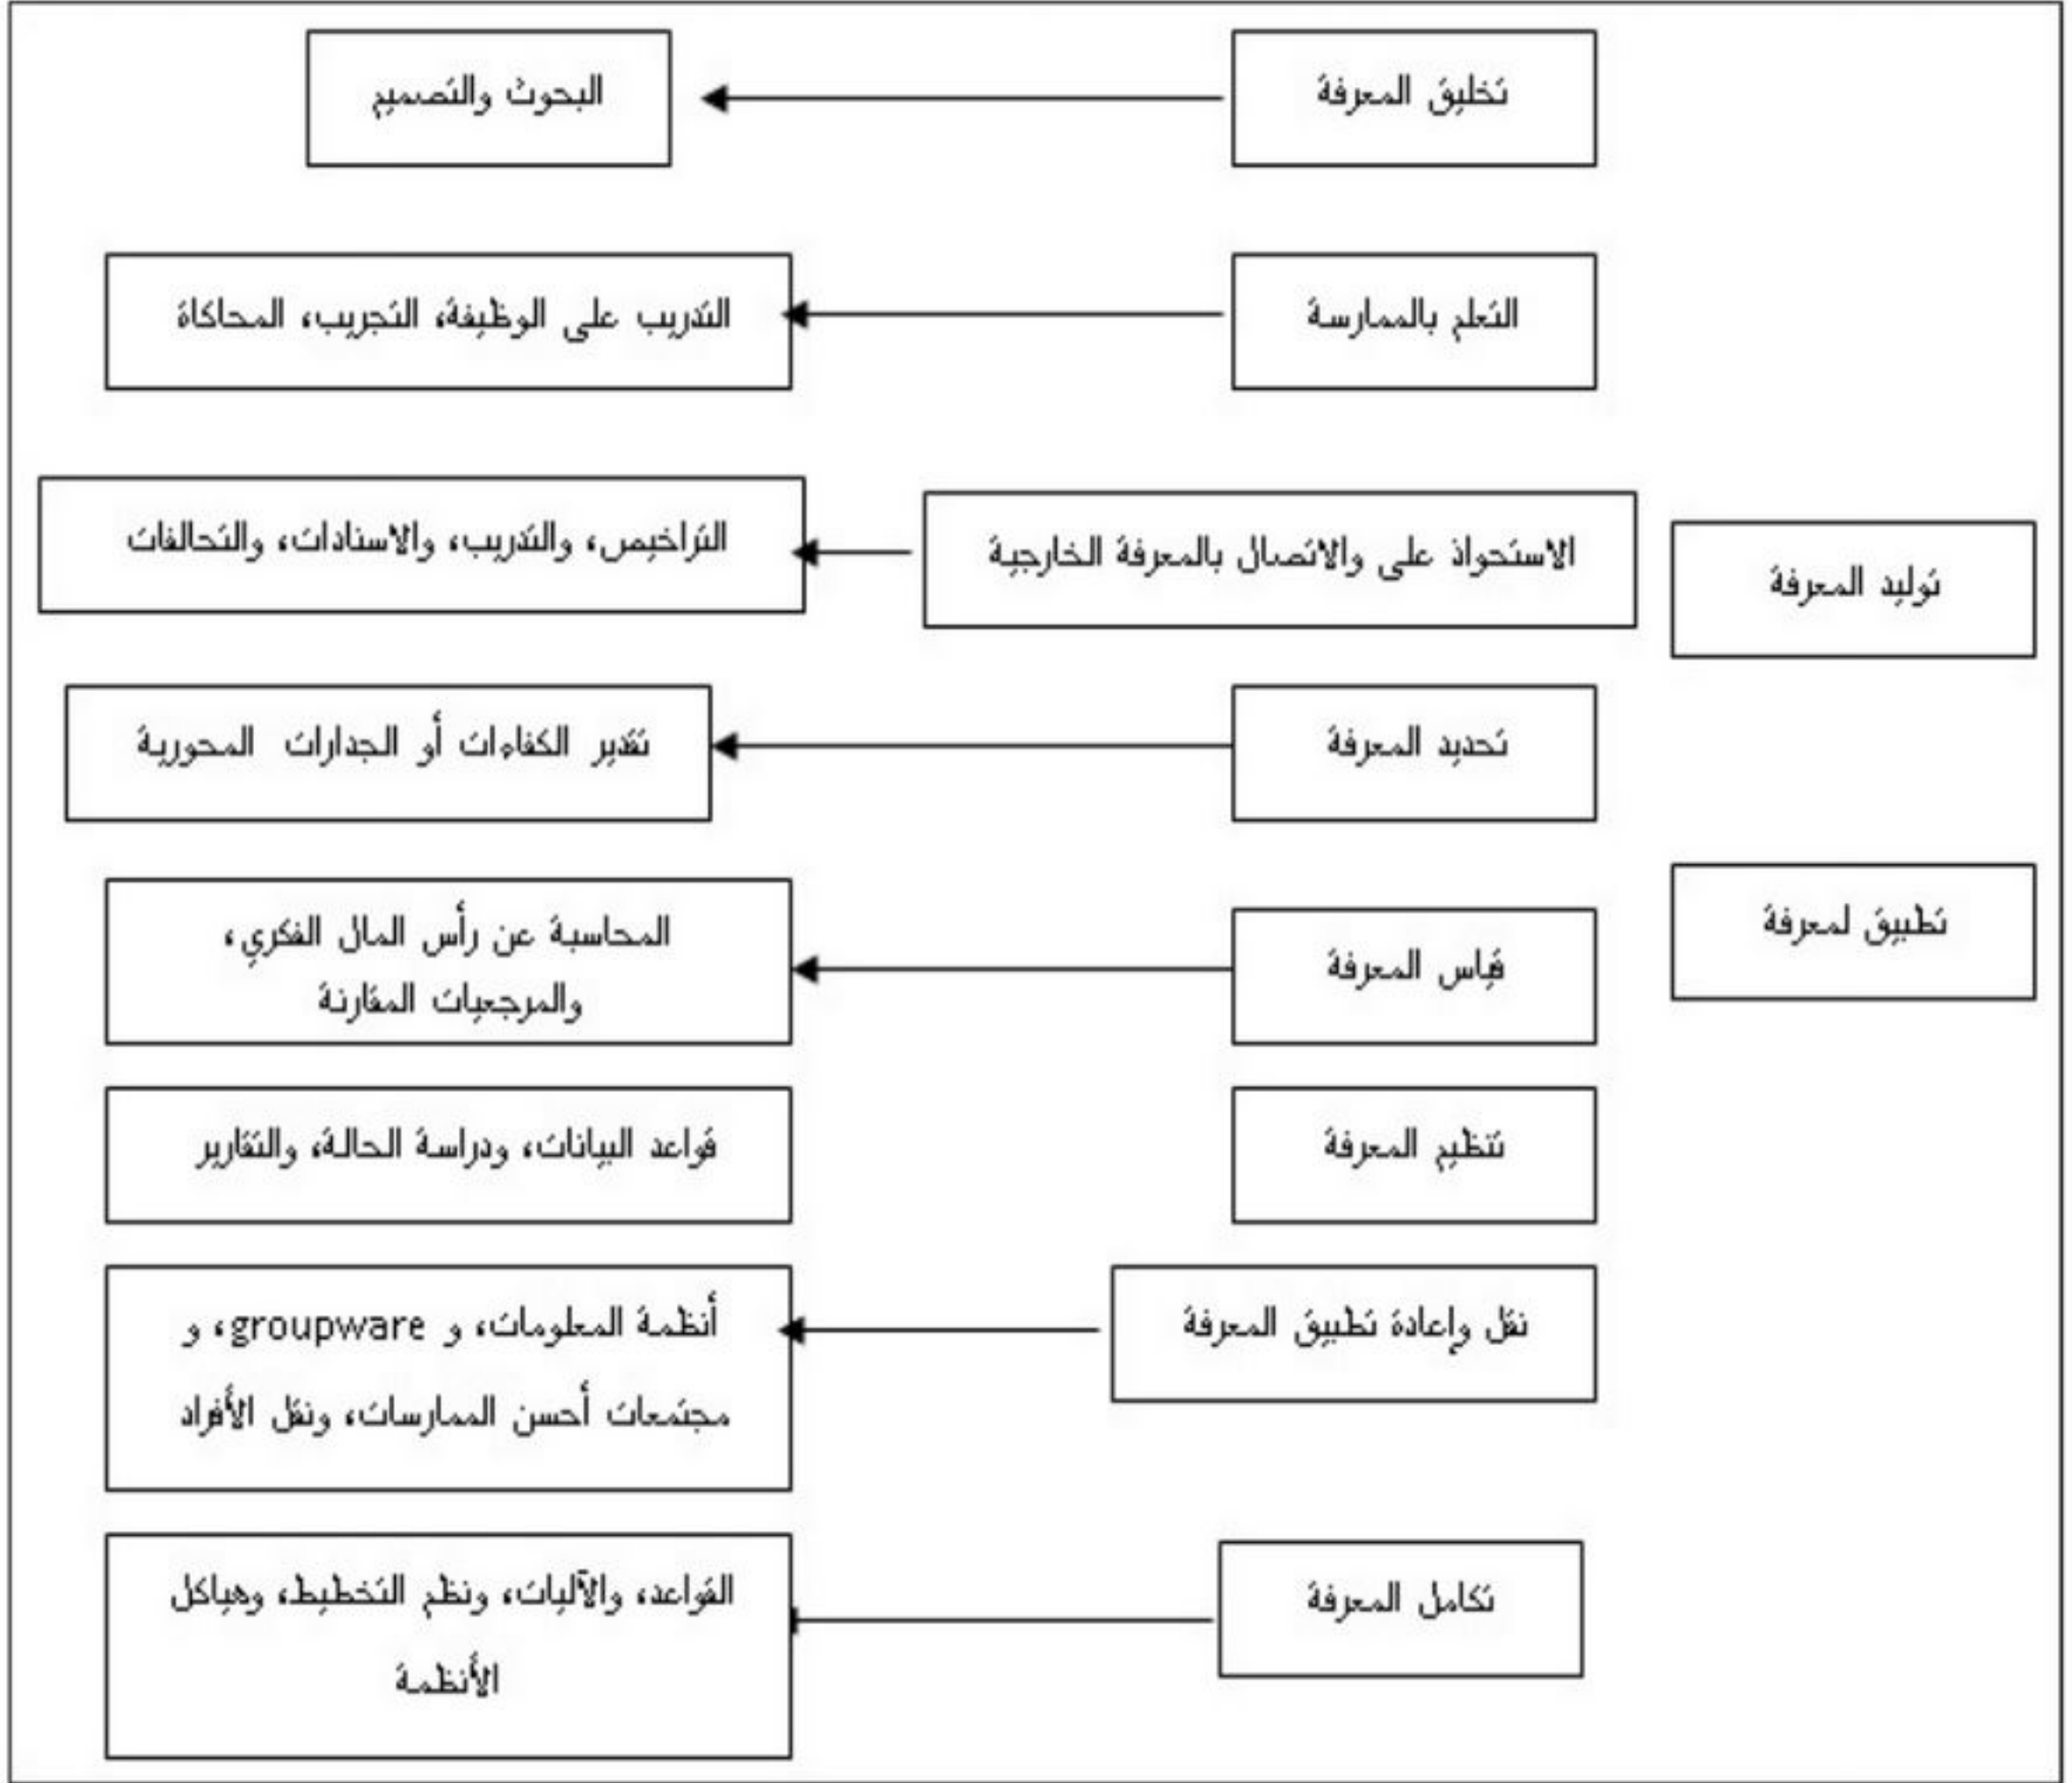 تخليق المعرفة
البحوث والتصميم
التعلم بالممارسة
التدريب على الوظيفة، التجريب، المحاكاة
توليد المعرفة
الاستحواذ على والاتصال بالمعرفة الخارجية
التراخيص، والتدريب، والاسنادات، والتحالفات
تحديد المعرفة
تقدير الكفاءات أو الجدارات المحورية
تطبيق لمعرفة
قياس المعرفة
المحاسبة عن رأس المال الفكري،
والمرجعيات المقارنة
تنظيم المعرفة
قواعد البيانات، ودراسة الحالة، والتقارير
نقل وإعادة تطبيق المعرفة
أنظمة المعلومات، و groupware، و
مجتمعات أحسن الممارسات، ونقل الأفراد
تكامل المعرفة
القواعد، والآليات، ونظم التخطيط، وهياكل
الأنظمة